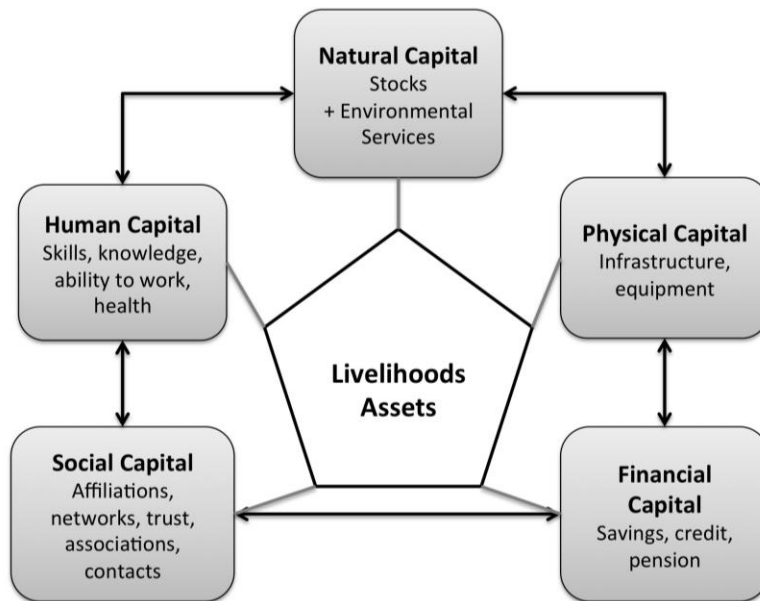 Natural Capital
Stocks
+ Environmental
Services
Human Capital
Skills, knowledge,
ability to work,
health
Physical Capital
Infrastructure,
equipment
Livelihoods
Assets
Social Capital
Affiliations,
networks, trust,
associations,
contacts
Financial
Capital
Savings, credit,
pension